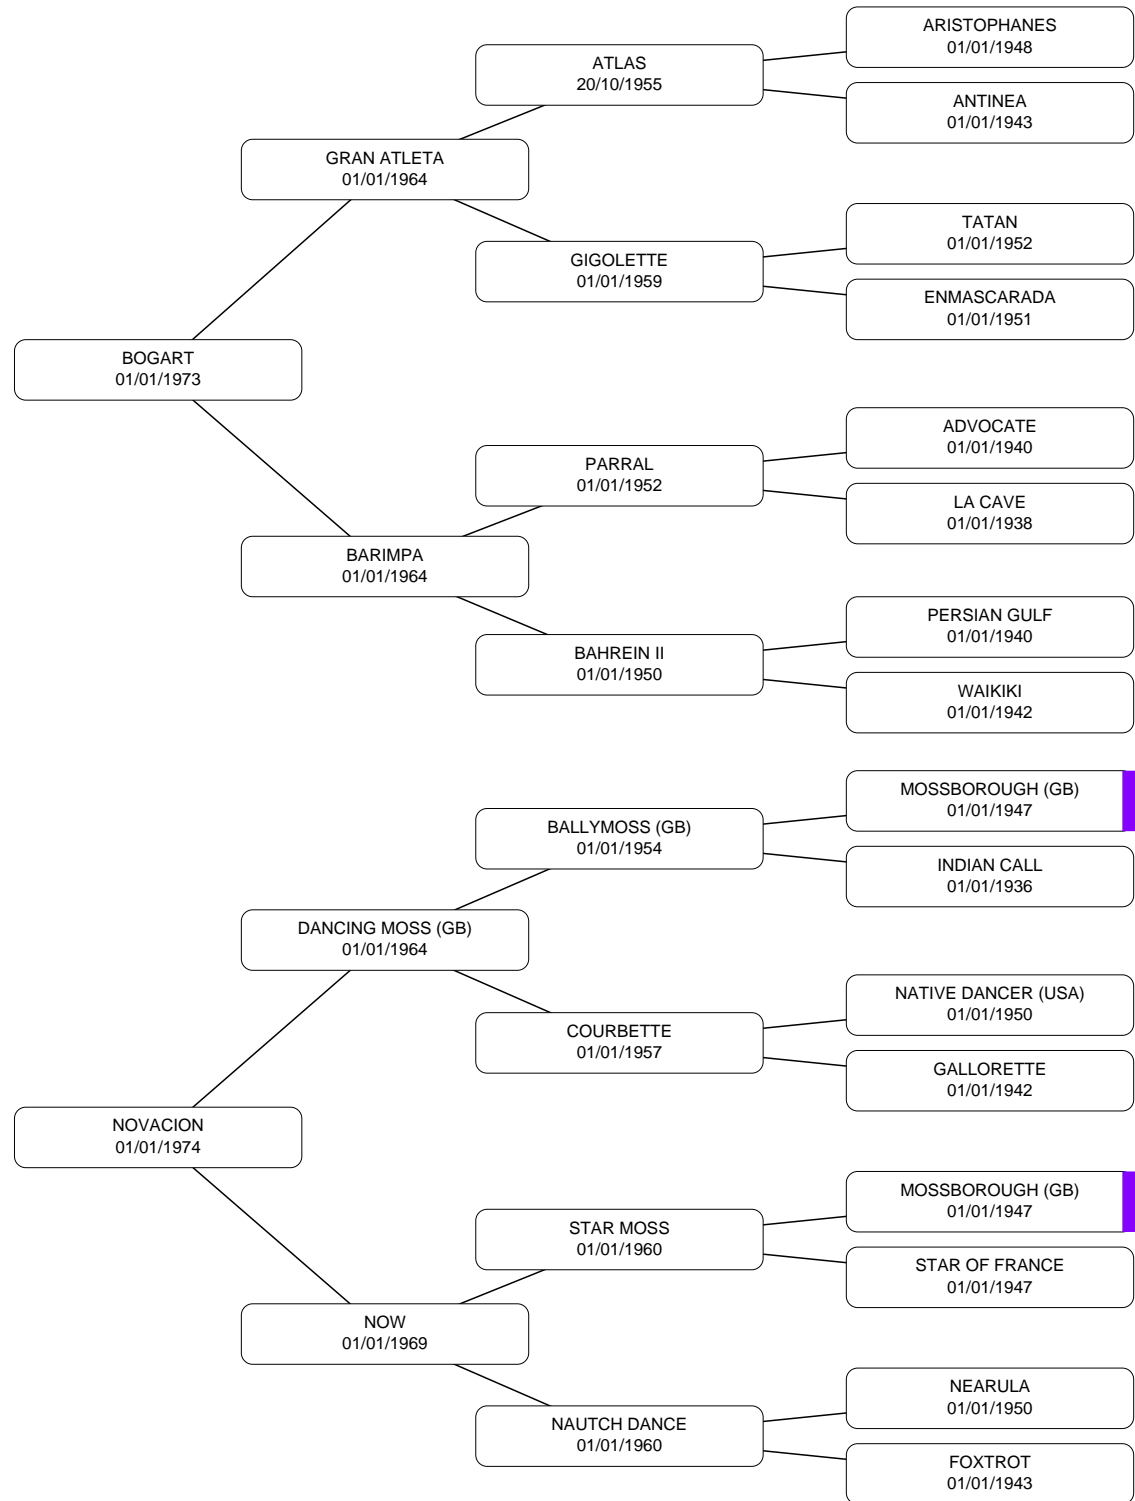 ARISTOPHANES
01/01/1948
ATLAS
20/10/1955
ANTINEA
01/01/1943
GRAN ATLETA
01/01/1964
TATAN
01/01/1952
GIGOLETTE
01/01/1959
ENMASCARADA
01/01/1951
BOGART
01/01/1973
ADVOCATE
01/01/1940
PARRAL
01/01/1952
LA CAVE
01/01/1938
BARIMPA
01/01/1964
PERSIAN GULF
01/01/1940
BAHREIN II
01/01/1950
WAIKIKI
01/01/1942
MOSSBOROUGH (GB)
01/01/1947
BALLYMOSS (GB)
01/01/1954
INDIAN CALL
01/01/1936
DANCING MOSS (GB)
01/01/1964
NATIVE DANCER (USA)
01/01/1950
COURBETTE
01/01/1957
GALLORETTE
01/01/1942
NOVACION
01/01/1974
MOSSBOROUGH (GB)
01/01/1947
STAR MOSS
01/01/1960
STAR OF FRANCE
01/01/1947
NOW
01/01/1969
NEARULA
01/01/1950
NAUTCH DANCE
01/01/1960
FOXTROT
01/01/1943